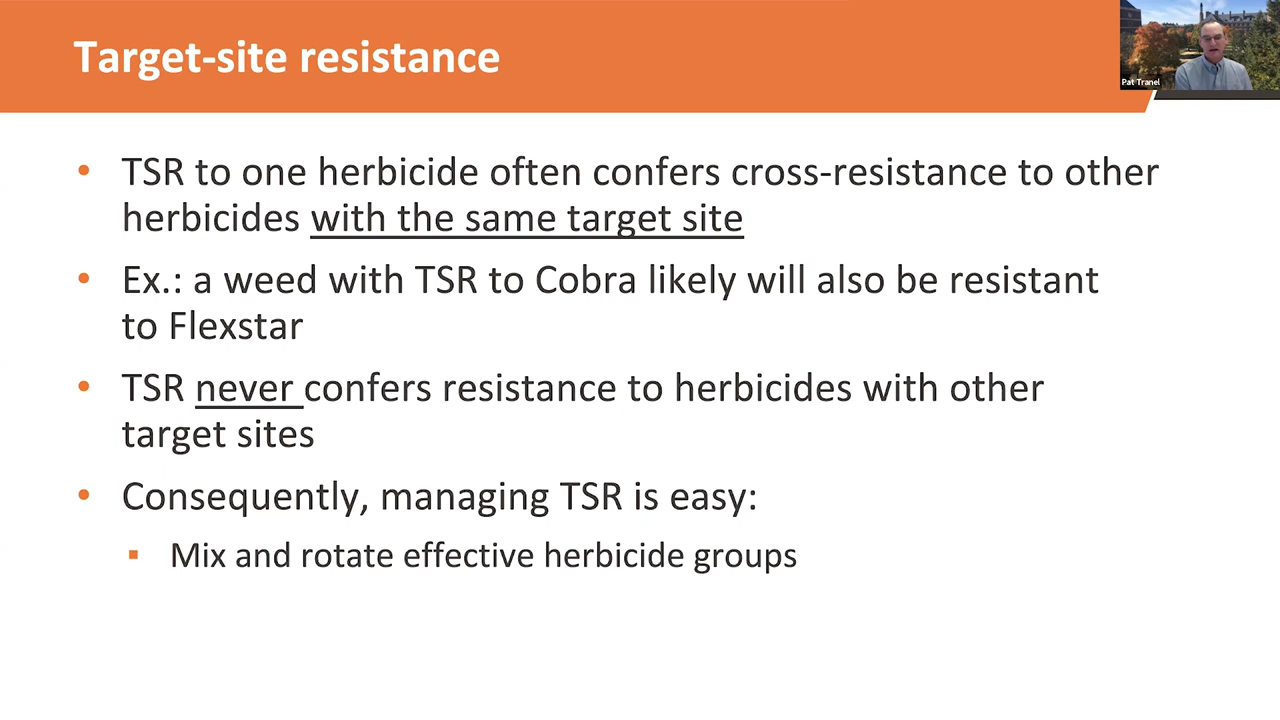 Target-site resistance
Pat Tranel
• TSR to one herbicide often confers cross-resistance to other
herbicides with the same target site
• Ex.: a weed with TSR to Cobra likely will also be resistant
to Flexstar
• TSR never confers resistance to herbicides with other
target sites
• Consequently, managing TSR is easy:
▪ Mix and rotate effective herbicide groups